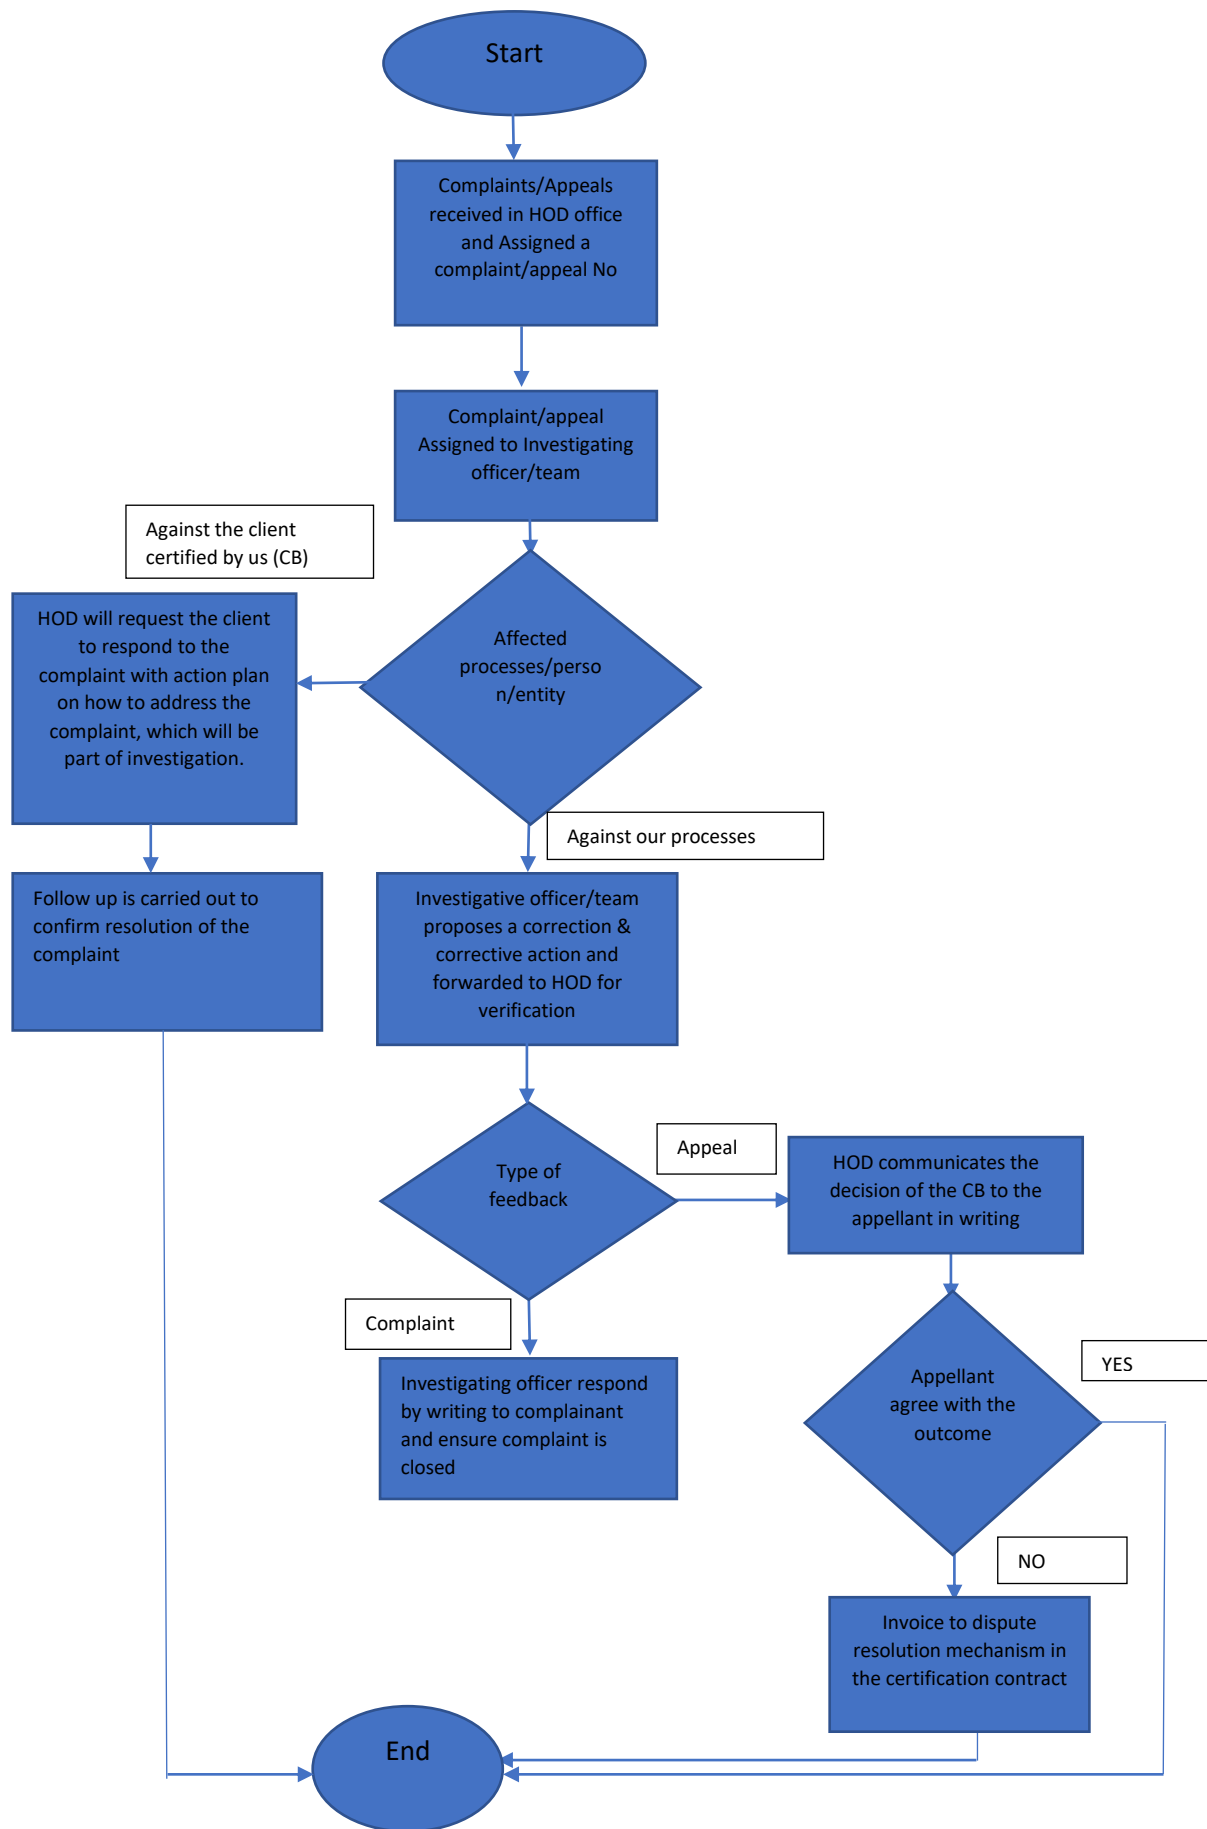 Start
Complaints/Appeals
received in HOD office
and Assigned a
complaint/appeal No
Complaint/appeal
Assigned to Investigating
officer/team
Against the client
certified by us (CB)
Affected
processes/perso
n/entity
HOD will request the client
to respond to the
complaint with action plan
on how to address the
complaint, which will be
part of investigation.
Against our processes
Follow up is carried out to
confirm resolution of the
complaint
Investigative officer/team
proposes a correction &
corrective action and
forwarded to HOD for
verification
Type of
feedback
Appeal
HOD communicates the
decision of the CB to the
appellant in writing
Complaint
Investigating officer respond
by writing to complainant
and ensure complaint is
closed
Appellant
agree with the
outcome
YES
NO
Invoice to dispute
resolution mechanism in
the certification contract
End